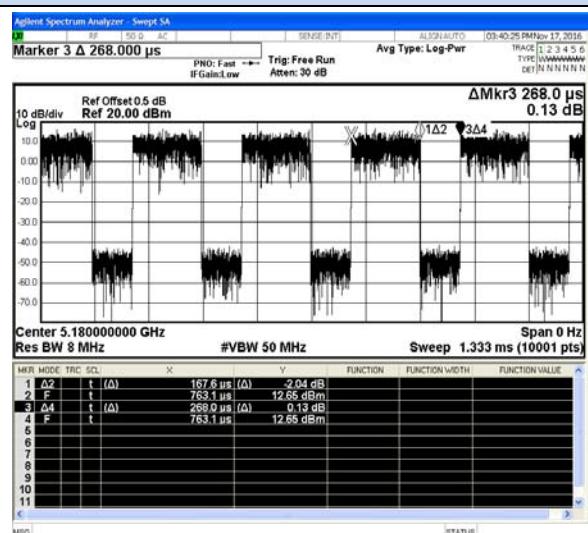 Agilent Spectrum Analyzer - Swept SA
LXI RF 50 Ω AC SENSE:INT ALIGN AUTO 03:40:25 PM Nov 17, 2016
Marker 3 Δ 268.000 µs
PNO: Fast
IFGain:Low
Trig: Free Run
Atten: 30 dB
Avg Type: Log-Pwr
TRACE 1 2 3 4 5 6
TYPE
DET N N N N N N
ΔMkr3 268.0 µs
0.13 dB
Ref Offset 0.5 dB
10 dB/div Ref 20.00 dBm
Log
X 1Δ2 3Δ4
10.0
0.00
-10.0
-20.0
-30.0
-40.0
-50.0
-60.0
-70.0
Center 5.180000000 GHz Span 0 Hz
Res BW 8 MHz #VBW 50 MHz Sweep 1.333 ms (10001 pts)
MKR MODE TRC SCL X Y FUNCTION FUNCTION WIDTH FUNCTION VALUE
1 Δ2 t (Δ) 167.6 µs (Δ) -2.04 dB
2 F t 763.1 µs 12.65 dBm
3 Δ4 t (Δ) 268.0 µs (Δ) 0.13 dB
4 F t 763.1 µs 12.65 dBm
5
6
7
8
9
10
11
MSG STATUS